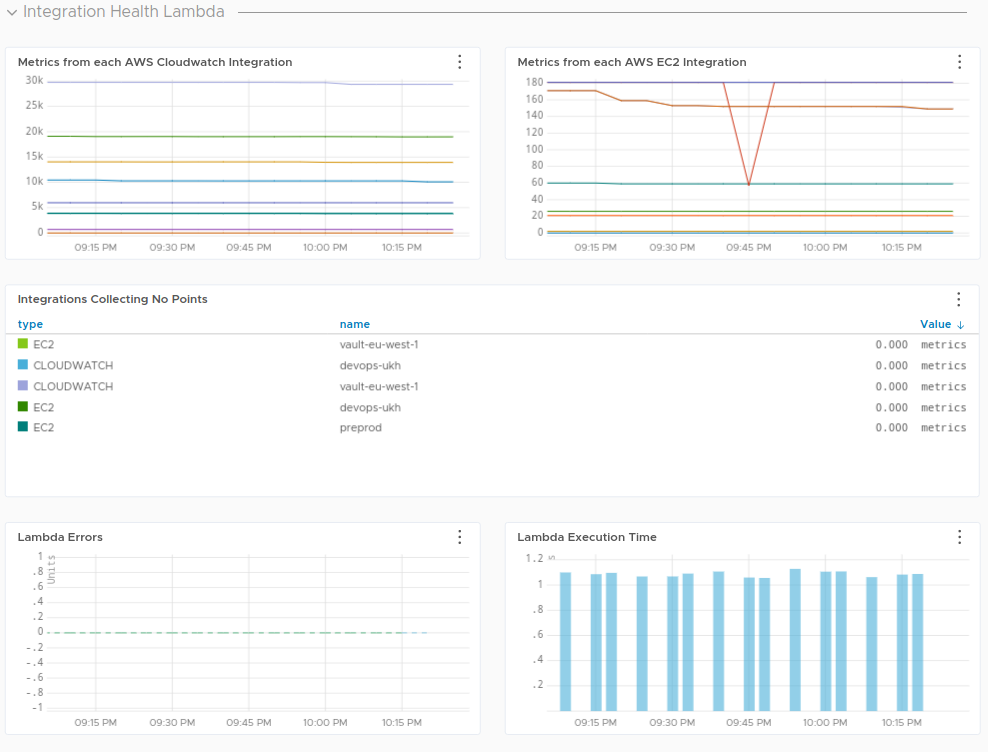 Integration Health Lambda
Metrics from each AWS Cloudwatch Integration
30k
25k
20k
15k
10k
5k
0
09:15 PM 09:30 PM 09:45 PM 10:00 PM 10:15 PM
Metrics from each AWS EC2 Integration
180
160
140
120
100
80
60
40
20
0
09:15 PM 09:30 PM 09:45 PM 10:00 PM 10:15 PM
Integrations Collecting No Points
type name Value ↓
EC2 vault-eu-west-1 0.000 metrics
CLOUDWATCH devops-ukh 0.000 metrics
CLOUDWATCH vault-eu-west-1 0.000 metrics
EC2 devops-ukh 0.000 metrics
EC2 preprod 0.000 metrics
Lambda Errors
Units
1
.8
.6
.4
.2
0
-.2
-.4
-.6
-.8
-1
09:15 PM 09:30 PM 09:45 PM 10:00 PM 10:15 PM
Lambda Execution Time
s
1.2
1
.8
.6
.4
.2
09:15 PM 09:30 PM 09:45 PM 10:00 PM 10:15 PM